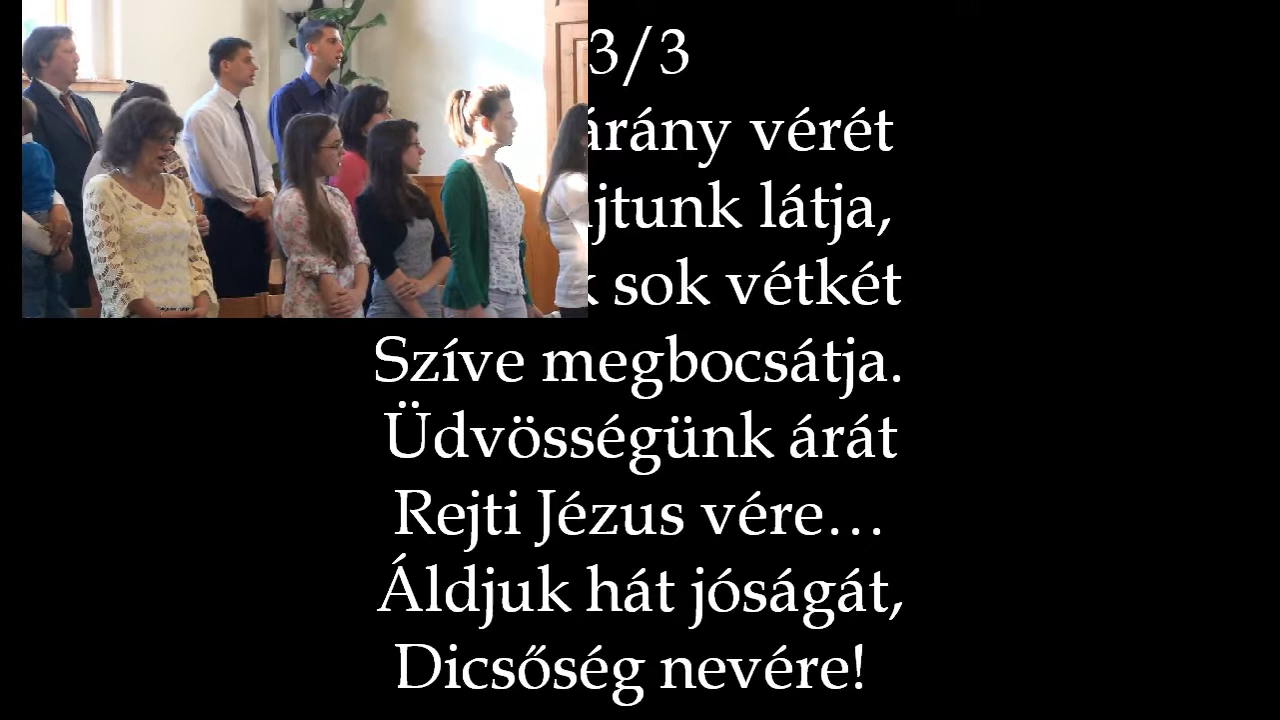 3/3
árány vérét
jtunk látja,
k sok vétkét
Szíve megbocsátja.
Üdvösségünk árát
Rejti Jézus vére…
Áldjuk hát jóságát,
Dicsőség nevére!